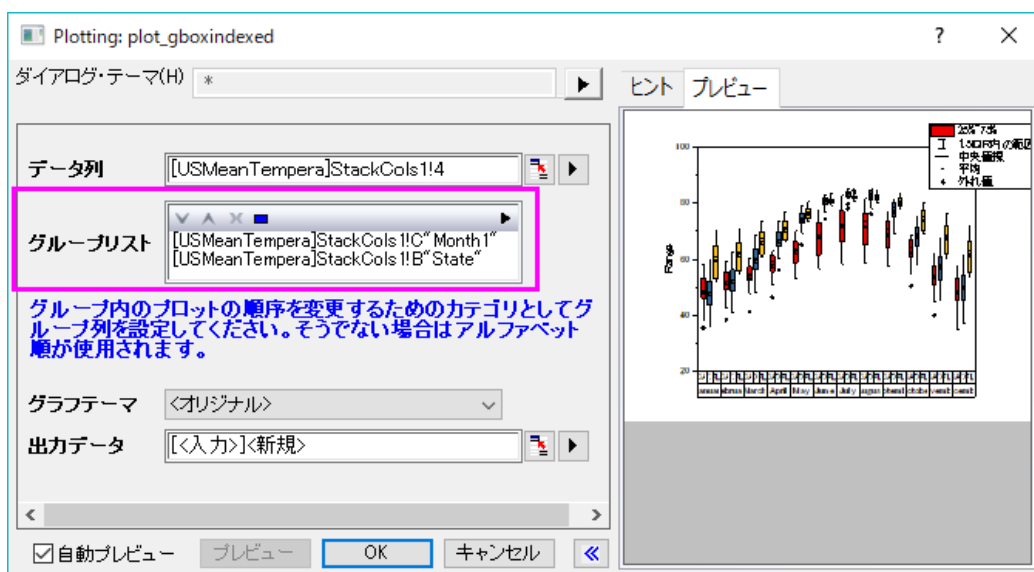 Plotting: plot_gboxindexed
? ×
ダイアログ・テーマ(H) *
データ列 [USMeanTempera]StackCols1!4
グループリスト
[USMeanTempera]StackCols1!C"Month1"
[USMeanTempera]StackCols1!B"State"
グループ内のプロットの順序を変更するためのカテゴリとしてグ
ループ列を設定してください。そうでない場合はアルファベット
順が使用されます。
グラフテーマ <オリジナル>
出力データ [<入力>]<新規>
自動プレビュー プレビュー OK キャンセル
ヒント プレビュー
25%~75%
中央値線
平均
外れ値
100
80
60
40
20
Range
March April May June July